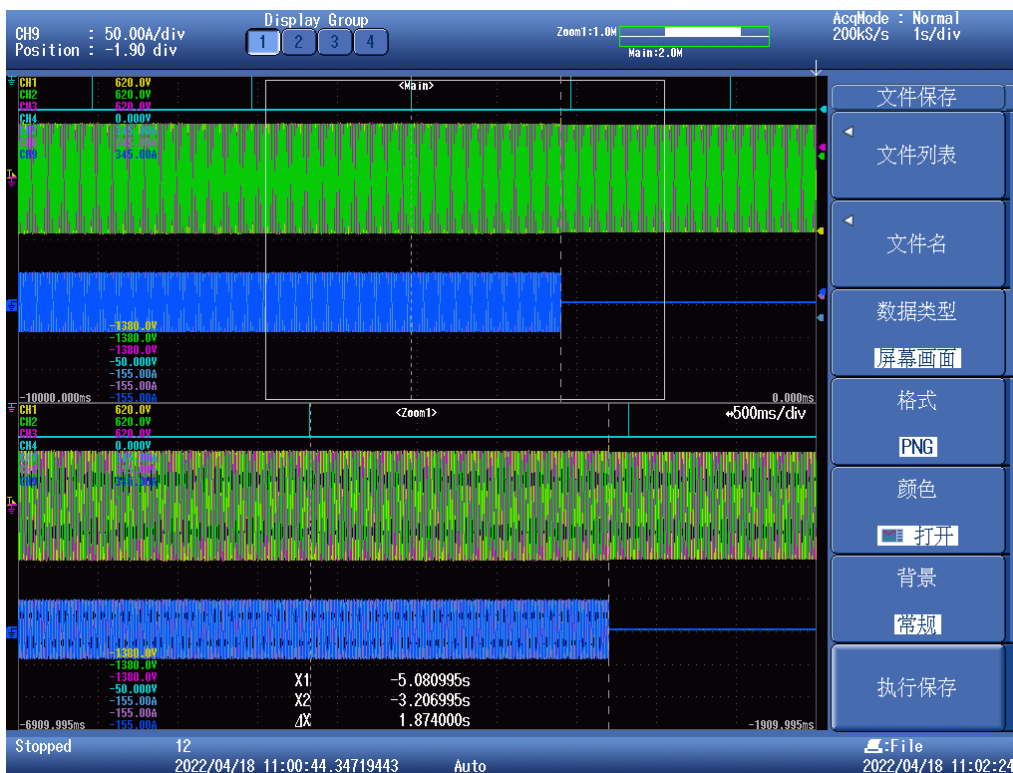 CH9 : 50.00A/div
Position : -1.90 div
Display Group
1 2 3 4
Zoom1:1.0M
Main:2.0M
AcqMode : Normal
200kS/s 1s/div
<Main>
CH1 620.0V
CH2 620.0V
CH3 620.0V
CH4 0.000V
CH9 345.00A
-1380.0V
-1380.0V
-1380.0V
-50.000V
-155.00A
-155.00A
-155.00A
-10000.000ms
0.000ms
<Zoom1>
⇔500ms/div
CH1 620.0V
CH2 620.0V
CH3 620.0V
CH4 0.000V
-1380.0V
-1380.0V
-1380.0V
-50.000V
-155.00A
-155.00A
-155.00A
-6909.995ms
-1909.995ms
X1 -5.080995s
X2 -3.206995s
⊿X 1.874000s
文件保存
文件列表
文件名
数据类型
屏幕画面
格式
PNG
颜色
打开
背景
常规
执行保存
Stopped 12
2022/04/18 11:00:44.34719443 Auto
:File
2022/04/18 11:02:24